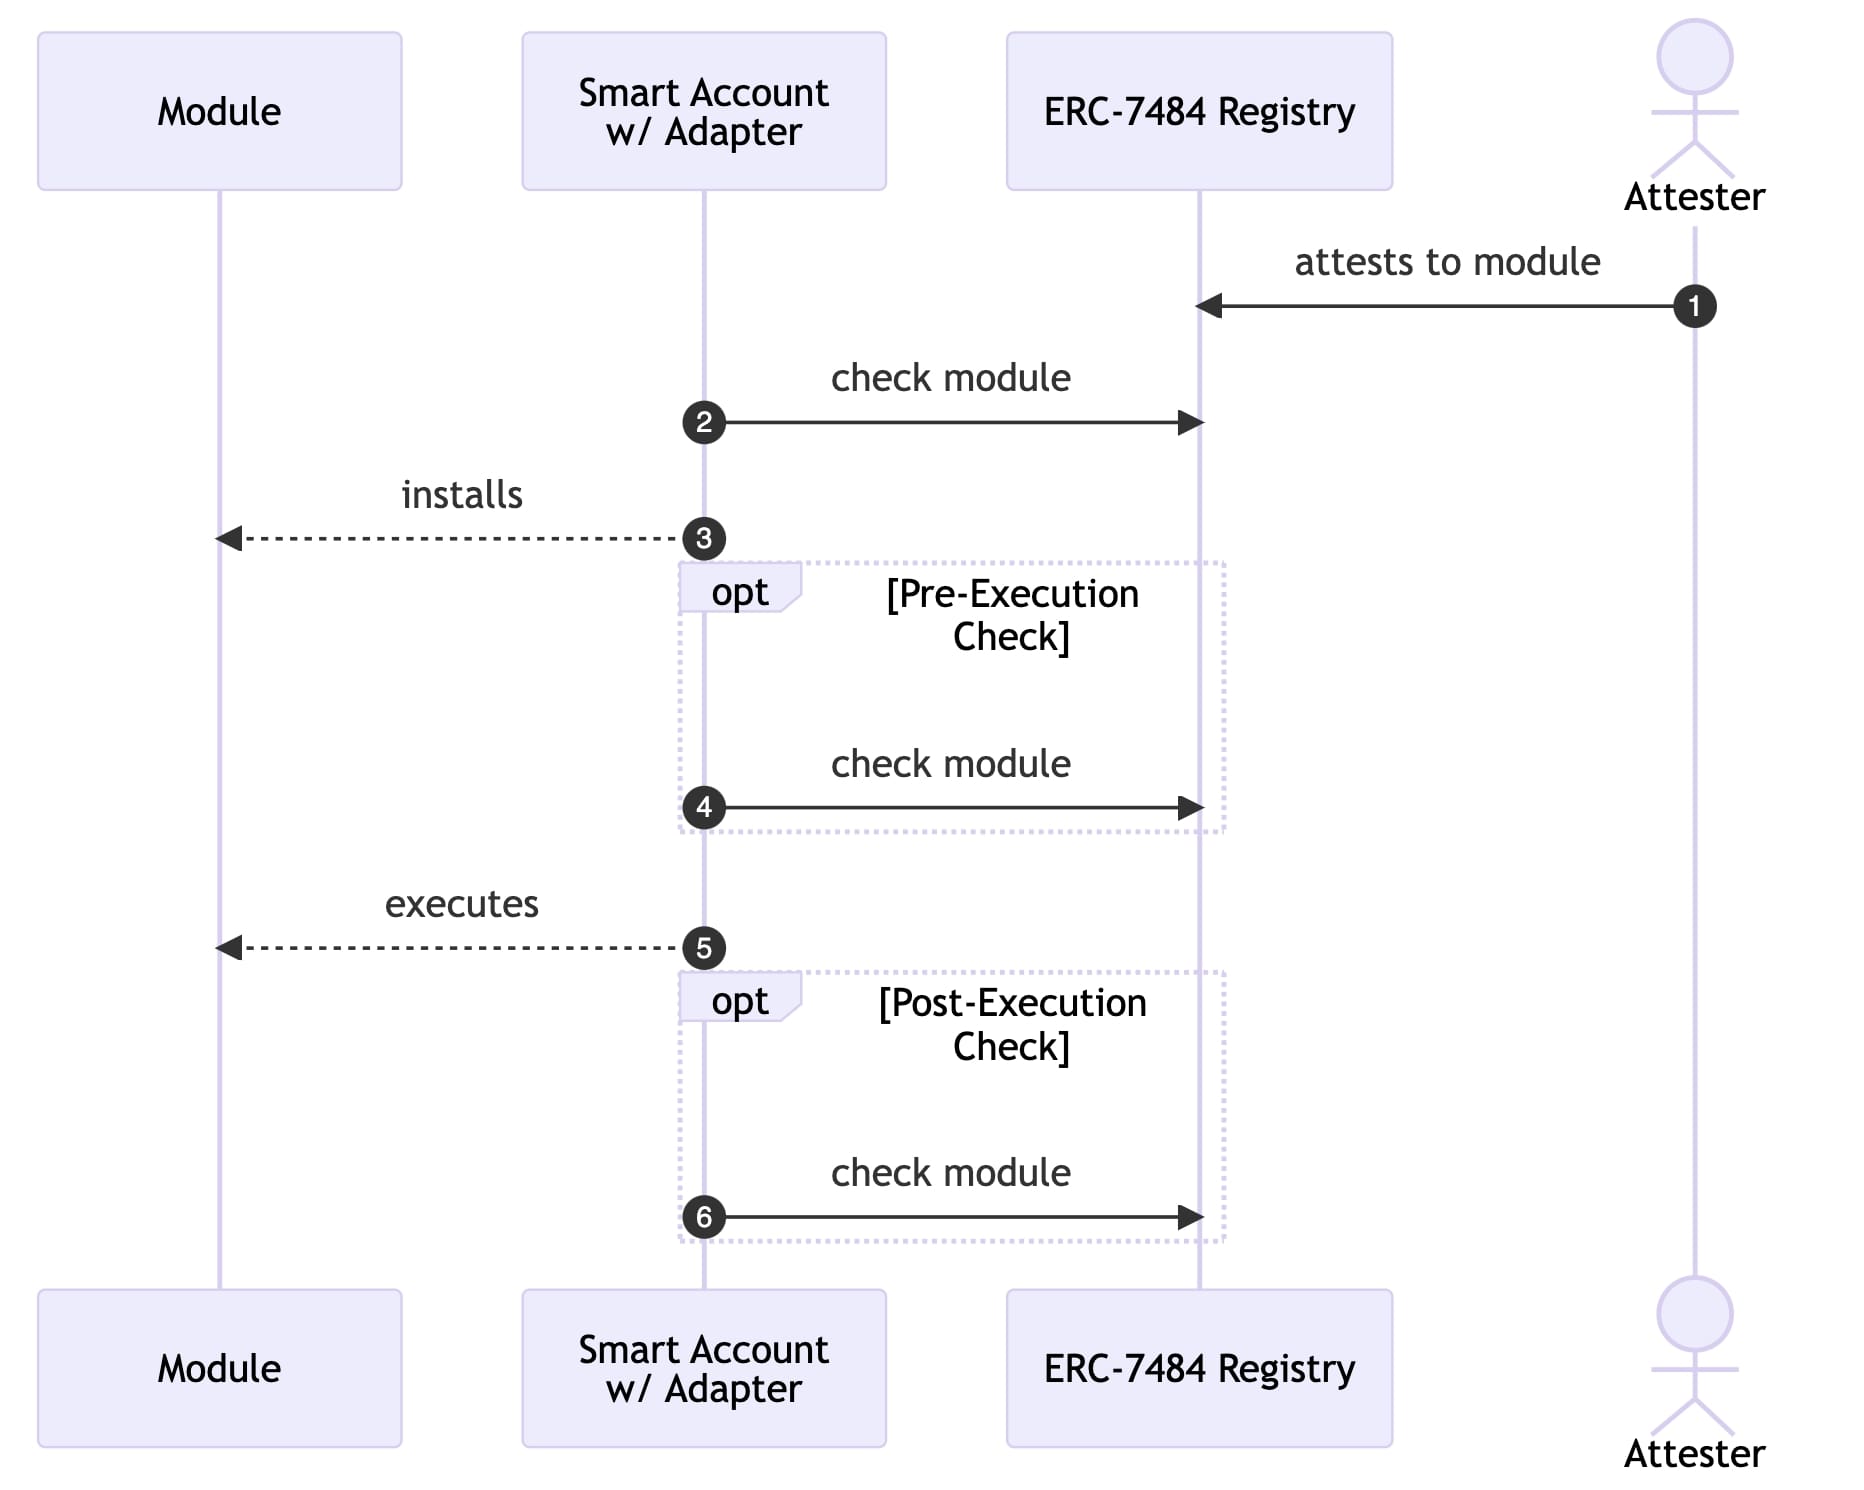 Module
Smart Account
w/ Adapter
ERC-7484 Registry
Attester
attests to module
1
check module
2
installs
3
opt
[Pre-Execution
Check]
check module
4
executes
5
opt
[Post-Execution
Check]
check module
6
Module
Smart Account
w/ Adapter
ERC-7484 Registry
Attester